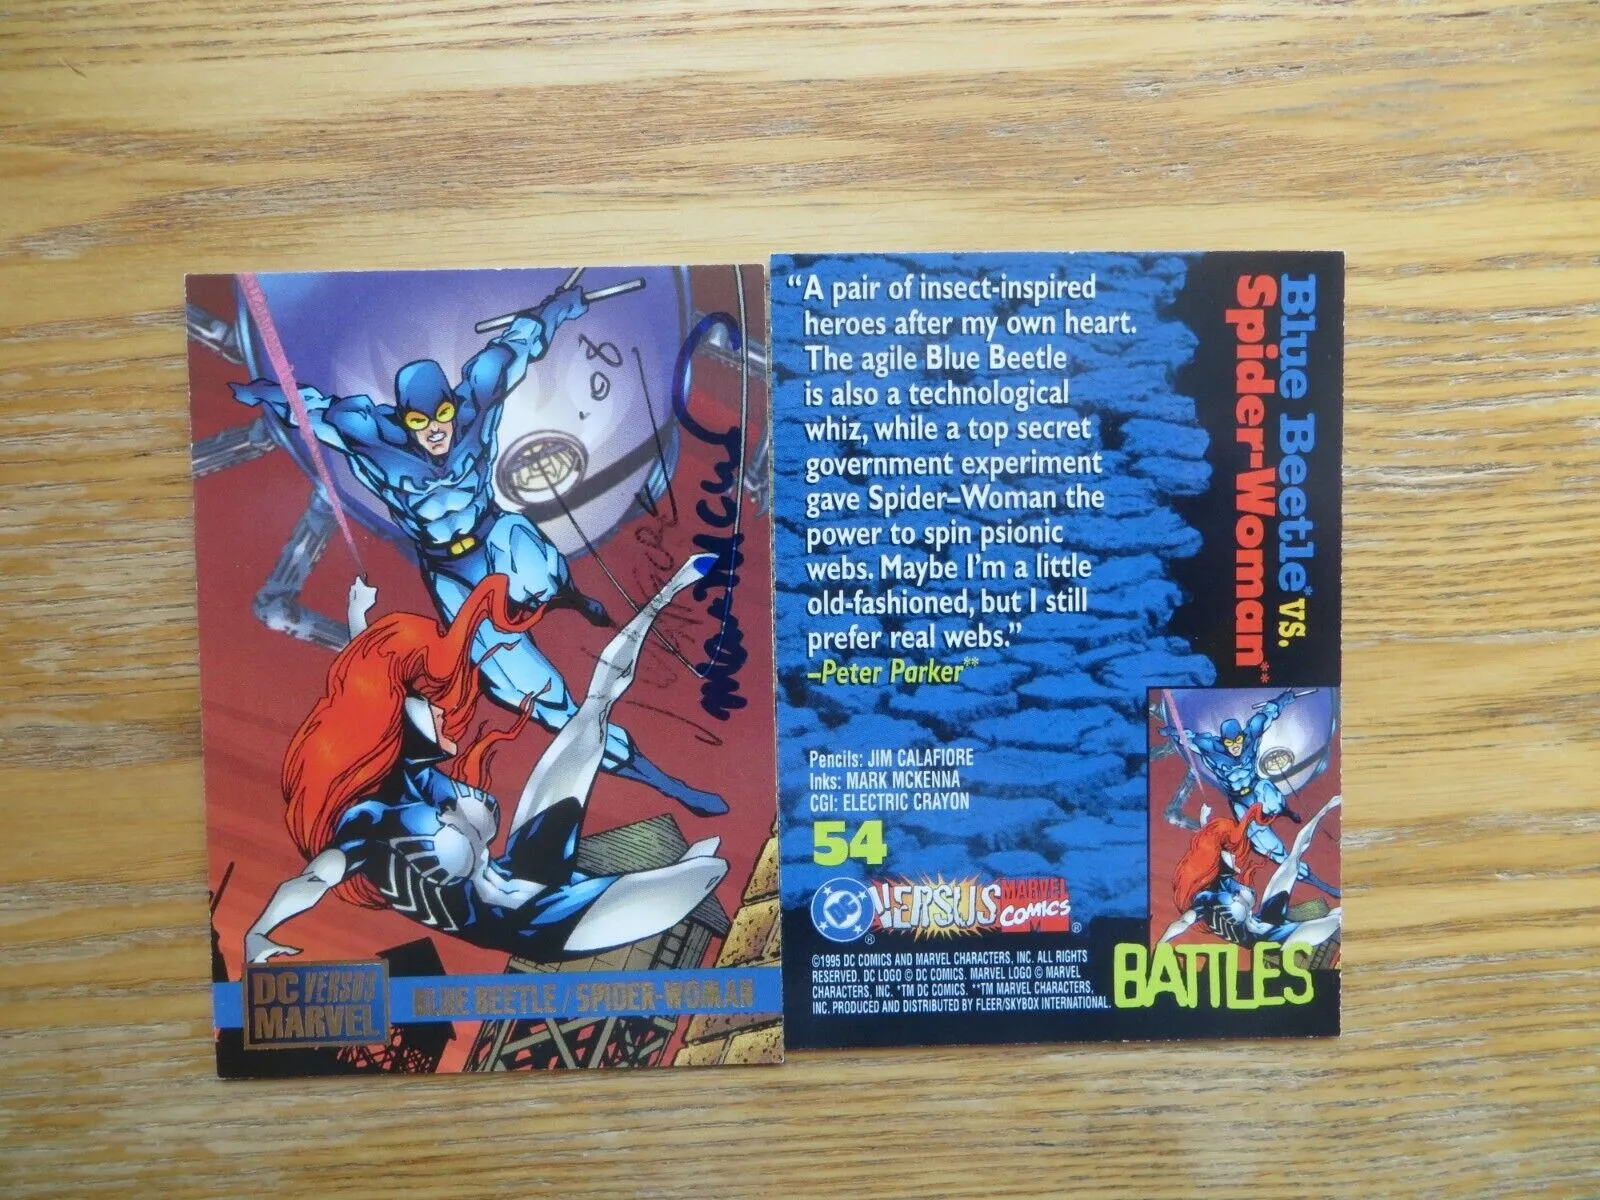 DC VERSUS
MARVEL
BLUE BEETLE / SPIDER-WOMAN
'08
Mark McKenna
“A pair of insect-inspired
heroes after my own heart.
The agile Blue Beetle
is also a technological
whiz, while a top secret
government experiment
gave Spider–Woman the
power to spin psionic
webs. Maybe I’m a little
old-fashioned, but I still
prefer real webs.”
–Peter Parker**
Blue Beetle* vs.
Spider-Woman**
Pencils: JIM CALAFIORE
Inks: MARK MCKENNA
CGI: ELECTRIC CRAYON
54
DC VERSUS MARVEL COMICS
©1995 DC COMICS AND MARVEL CHARACTERS, INC. ALL RIGHTS
RESERVED. DC LOGO © DC COMICS. MARVEL LOGO © MARVEL
CHARACTERS, INC. *TM DC COMICS. **TM MARVEL CHARACTERS,
INC. PRODUCED AND DISTRIBUTED BY FLEER/SKYBOX INTERNATIONAL.
BATTLES